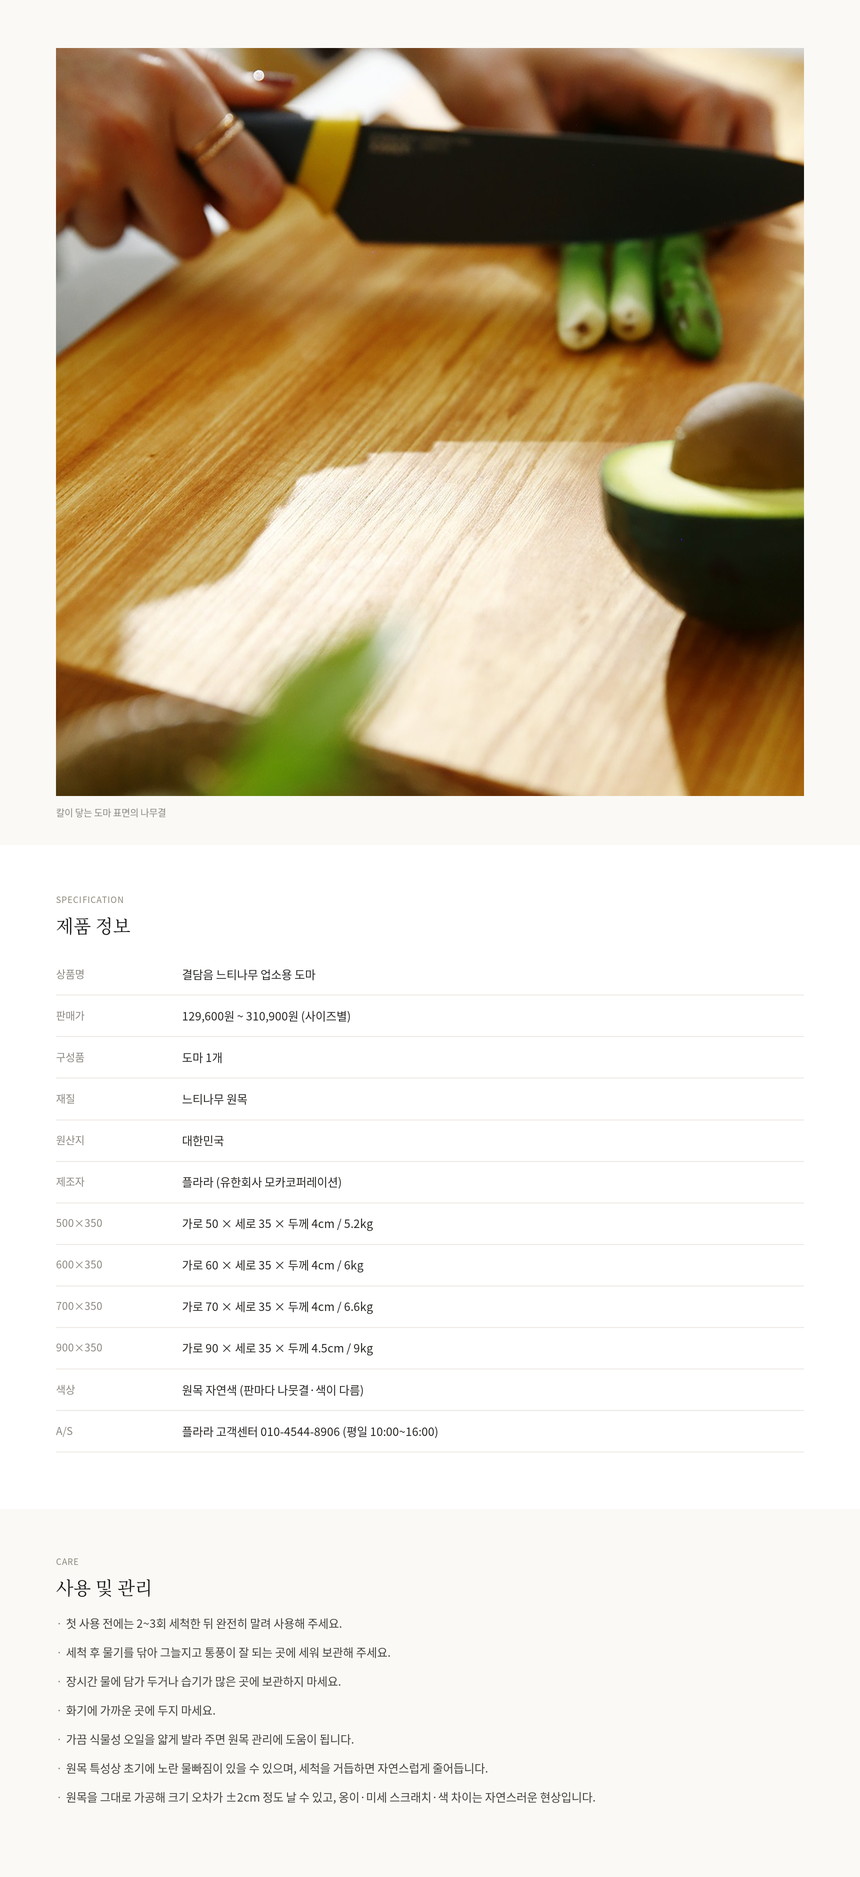 칼이 닿는 도마 표면의 나무결
SPECIFICATION
제품 정보
상품명 결담음 느티나무 업소용 도마
판매가 129,600원 ~ 310,900원 (사이즈별)
구성품 도마 1개
재질 느티나무 원목
원산지 대한민국
제조자 플라라 (유한회사 모카코퍼레이션)
500×350 가로 50 × 세로 35 × 두께 4cm / 5.2kg
600×350 가로 60 × 세로 35 × 두께 4cm / 6kg
700×350 가로 70 × 세로 35 × 두께 4cm / 6.6kg
900×350 가로 90 × 세로 35 × 두께 4.5cm / 9kg
색상 원목 자연색 (판마다 나뭇결·색이 다름)
A/S 플라라 고객센터 010-4544-8906 (평일 10:00~16:00)
CARE
사용 및 관리
· 첫 사용 전에는 2~3회 세척한 뒤 완전히 말려 사용해 주세요.
· 세척 후 물기를 닦아 그늘지고 통풍이 잘 되는 곳에 세워 보관해 주세요.
· 장시간 물에 담가 두거나 습기가 많은 곳에 보관하지 마세요.
· 화기에 가까운 곳에 두지 마세요.
· 가끔 식물성 오일을 얇게 발라 주면 원목 관리에 도움이 됩니다.
· 원목 특성상 초기에 노란 물빠짐이 있을 수 있으며, 세척을 거듭하면 자연스럽게 줄어듭니다.
· 원목을 그대로 가공해 크기 오차가 ±2cm 정도 날 수 있고, 옹이·미세 스크래치·색 차이는 자연스러운 현상입니다.